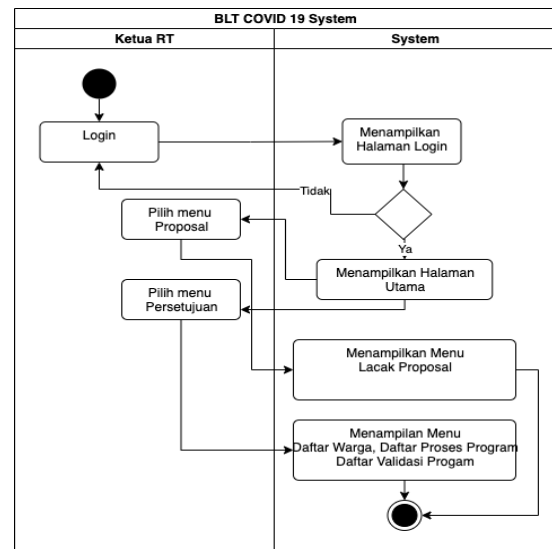 BLT COVID 19 System
Ketua RT
System
Login
Menampilkan
Halaman Login
Tidak
Pilih menu
Proposal
Ya
Menampilkan Halaman
Utama
Pilih menu
Persetujuan
Menampilkan Menu
Lacak Proposal
Menampilan Menu
Daftar Warga, Daftar Proses Program
Daftar Validasi Progam